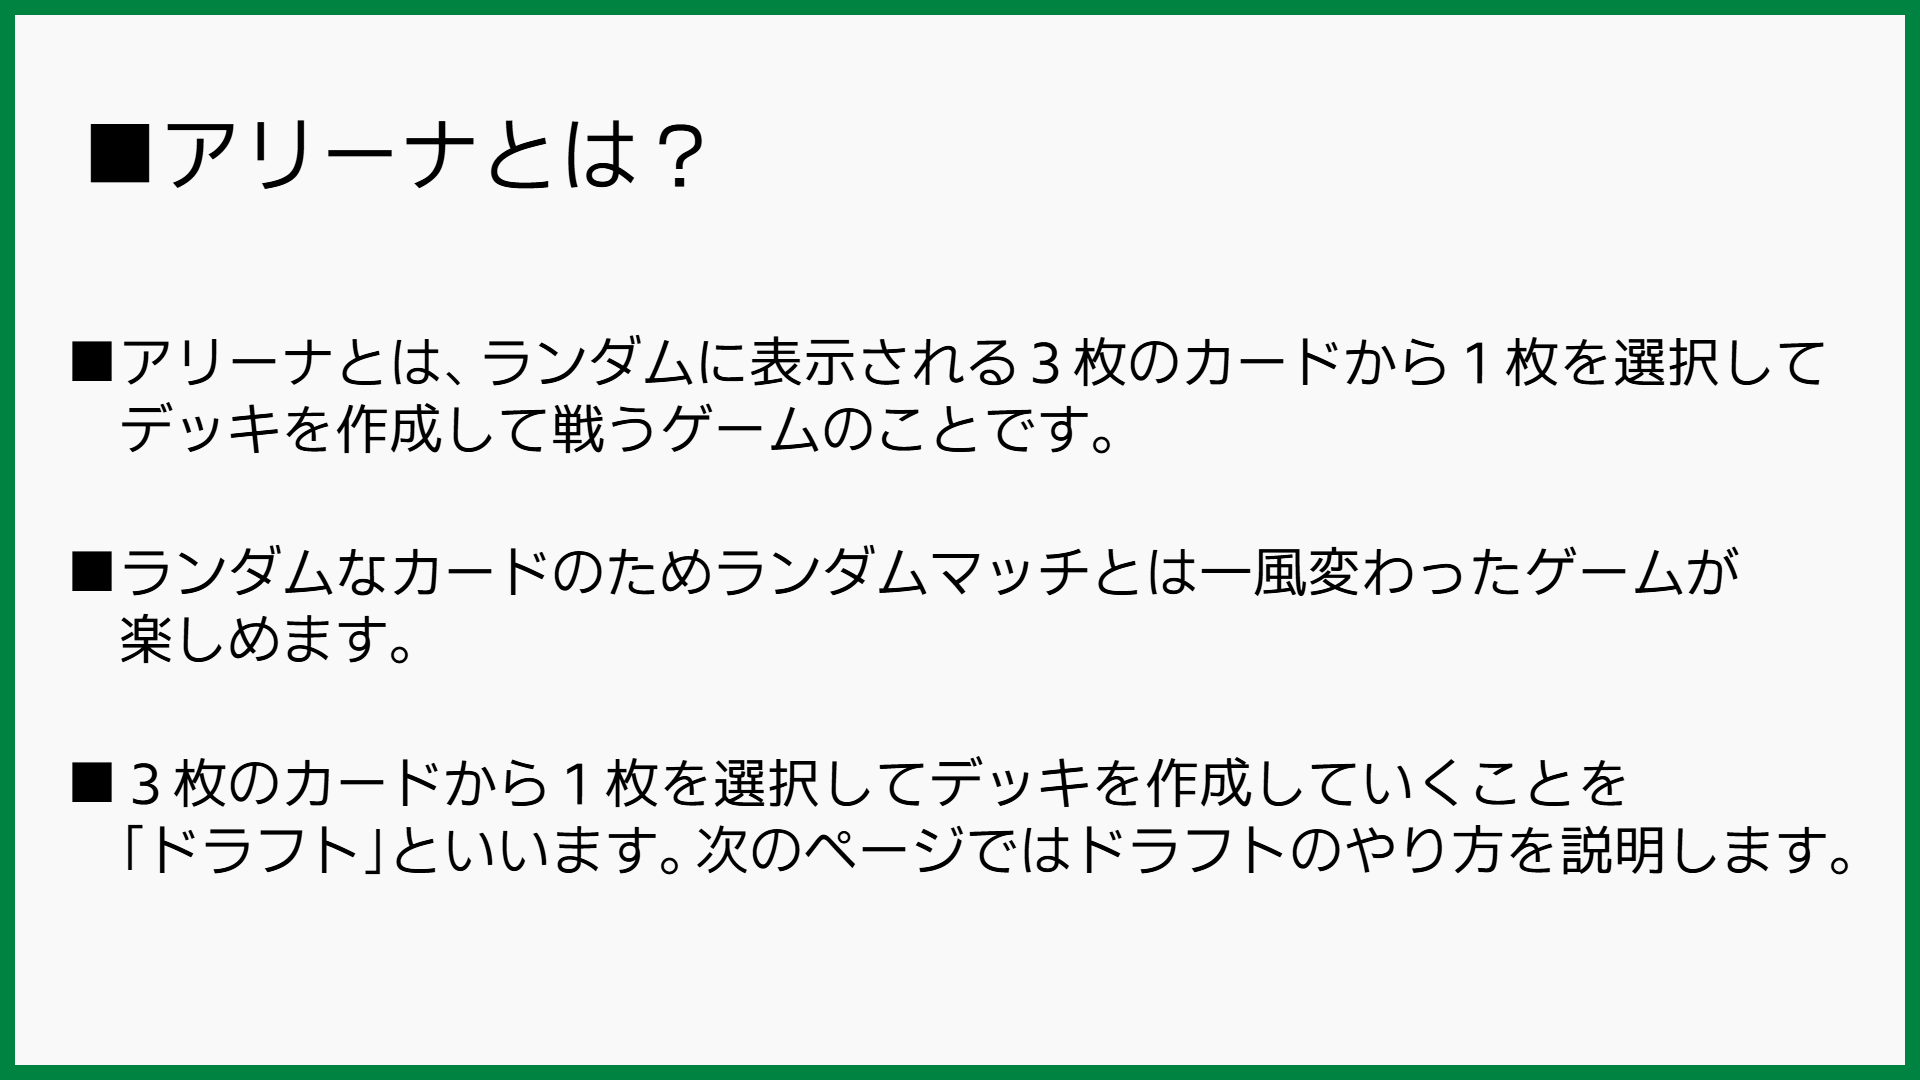 ■アリーナとは？
■アリーナとは、ランダムに表示される３枚のカードから１枚を選択して
デッキを作成して戦うゲームのことです。
■ランダムなカードのためランダムマッチとは一風変わったゲームが
楽しめます。
■３枚のカードから１枚を選択してデッキを作成していくことを
「ドラフト」といいます。次のページではドラフトのやり方を説明します。